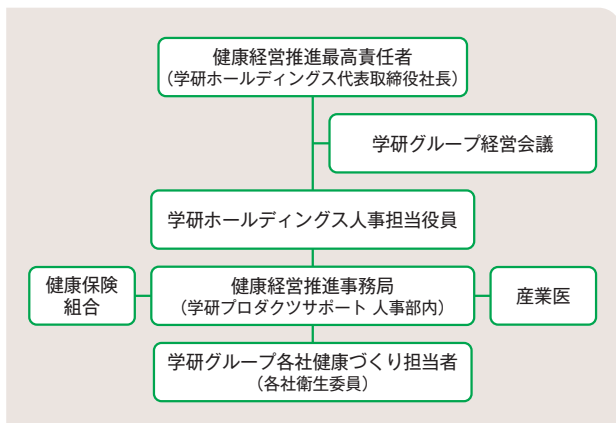 健康経営推進最高責任者
（学研ホールディングス代表取締役社長）
学研グループ経営会議
学研ホールディングス人事担当役員
健康保険
組合
健康経営推進事務局
（学研プロダクツサポート 人事部内）
産業医
学研グループ各社健康づくり担当者
（各社衛生委員）